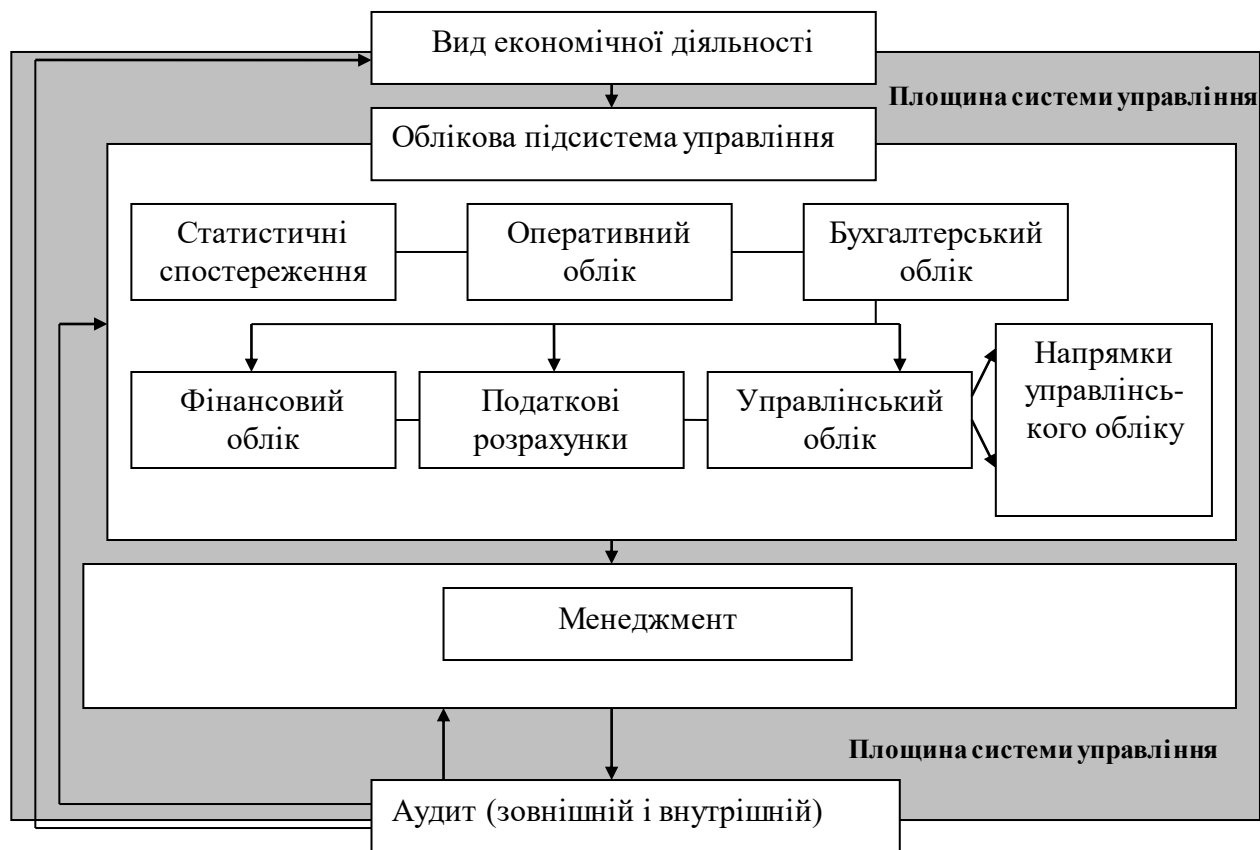 Вид економічної діяльності
Площина системи управління
Облікова підсистема управління
Статистичні
спостереження
Оперативний
облік
Бухгалтерський
облік
Фінансовий
облік
Податкові
розрахунки
Управлінський
облік
Напрямки
управлінсь-
кого обліку
Менеджмент
Площина системи управління
Аудит (зовнішній і внутрішній)